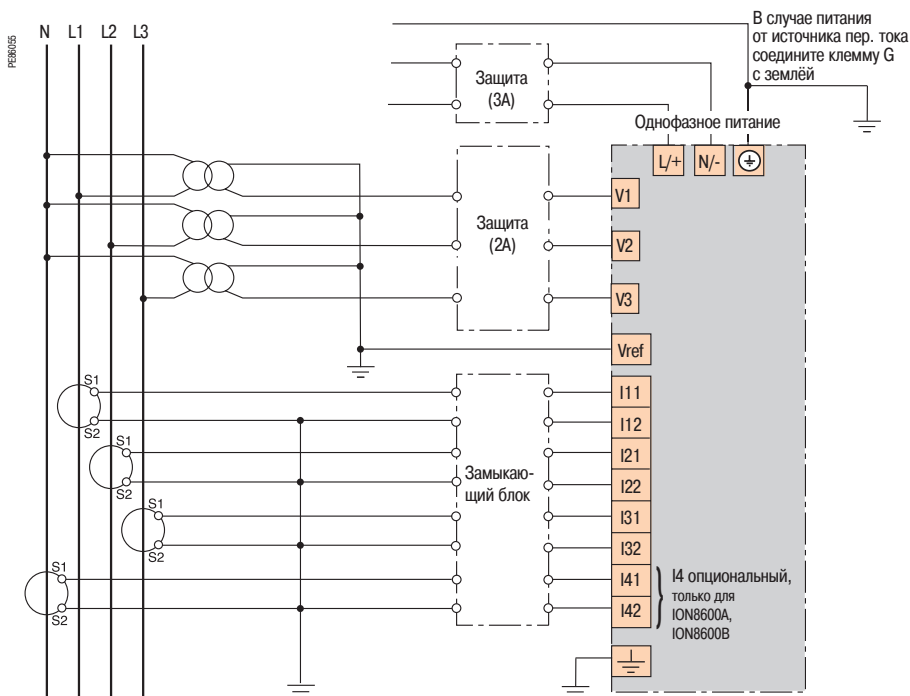 PE86055
N L1 L2 L3
В случае питания
от источника пер. тока
соедините клемму G
с землёй
Защита
(3А)
Однофазное питание
L/+ N/-
Защита
(2А)
V1
V2
V3
Vref
S1
S2
S1
S2
S1
S2
S1
S2
Замыкаю-
щий блок
I11
I12
I21
I22
I31
I32
I41
I42
I4 опциональный,
только для
ION8600A,
ION8600B